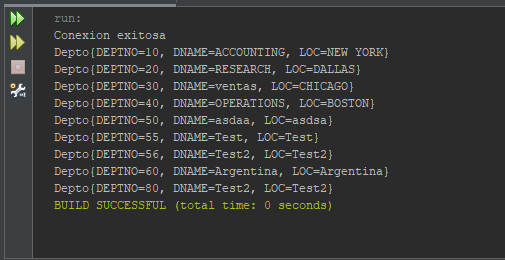 run:
Conexion exitosa
Depto{DEPTNO=10, DNAME=ACCOUNTING, LOC=NEW YORK}
Depto{DEPTNO=20, DNAME=RESEARCH, LOC=DALLAS}
Depto{DEPTNO=30, DNAME=ventas, LOC=CHICAGO}
Depto{DEPTNO=40, DNAME=OPERATIONS, LOC=BOSTON}
Depto{DEPTNO=50, DNAME=asdaa, LOC=asdsa}
Depto{DEPTNO=55, DNAME=Test, LOC=Test}
Depto{DEPTNO=56, DNAME=Test2, LOC=Test2}
Depto{DEPTNO=60, DNAME=Argentina, LOC=Argentina}
Depto{DEPTNO=80, DNAME=Test2, LOC=Test2}
BUILD SUCCESSFUL (total time: 0 seconds)